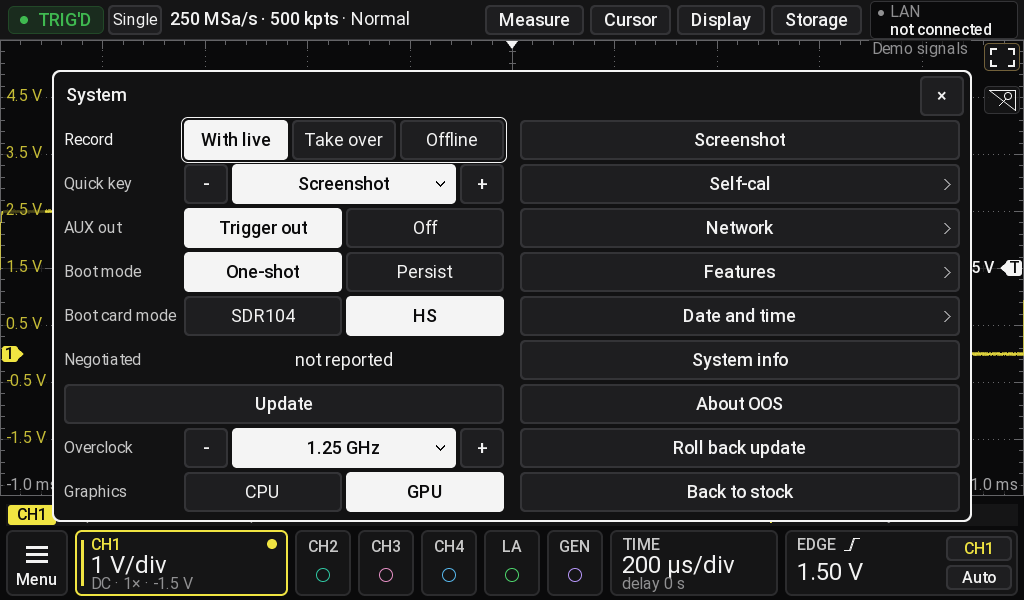 TRIG'D Single 250 MSa/s · 500 kpts · Normal Measure Cursor Display Storage LAN
not connected
Demo signals
System ×
4.5 V
Record With live Take over Offline Screenshot
3.5 V
Quick key - Screenshot + Self-cal
2.5 V
AUX out Trigger out Off Network
1.5 V Boot mode One-shot Persist Features 5 V T
0.5 V Boot card mode SDR104 HS Date and time
1 Negotiated not reported System info
-0.5 V
Update About OOS
-1.5 V Overclock - 1.25 GHz + Roll back update
-1.0 ms Graphics CPU GPU Back to stock 1.0 ms
CH1
Menu
CH1
1 V/div
DC · 1× · -1.5 V
CH2 CH3 CH4 LA GEN
TIME
200 µs/div
delay 0 s
EDGE CH1
1.50 V Auto